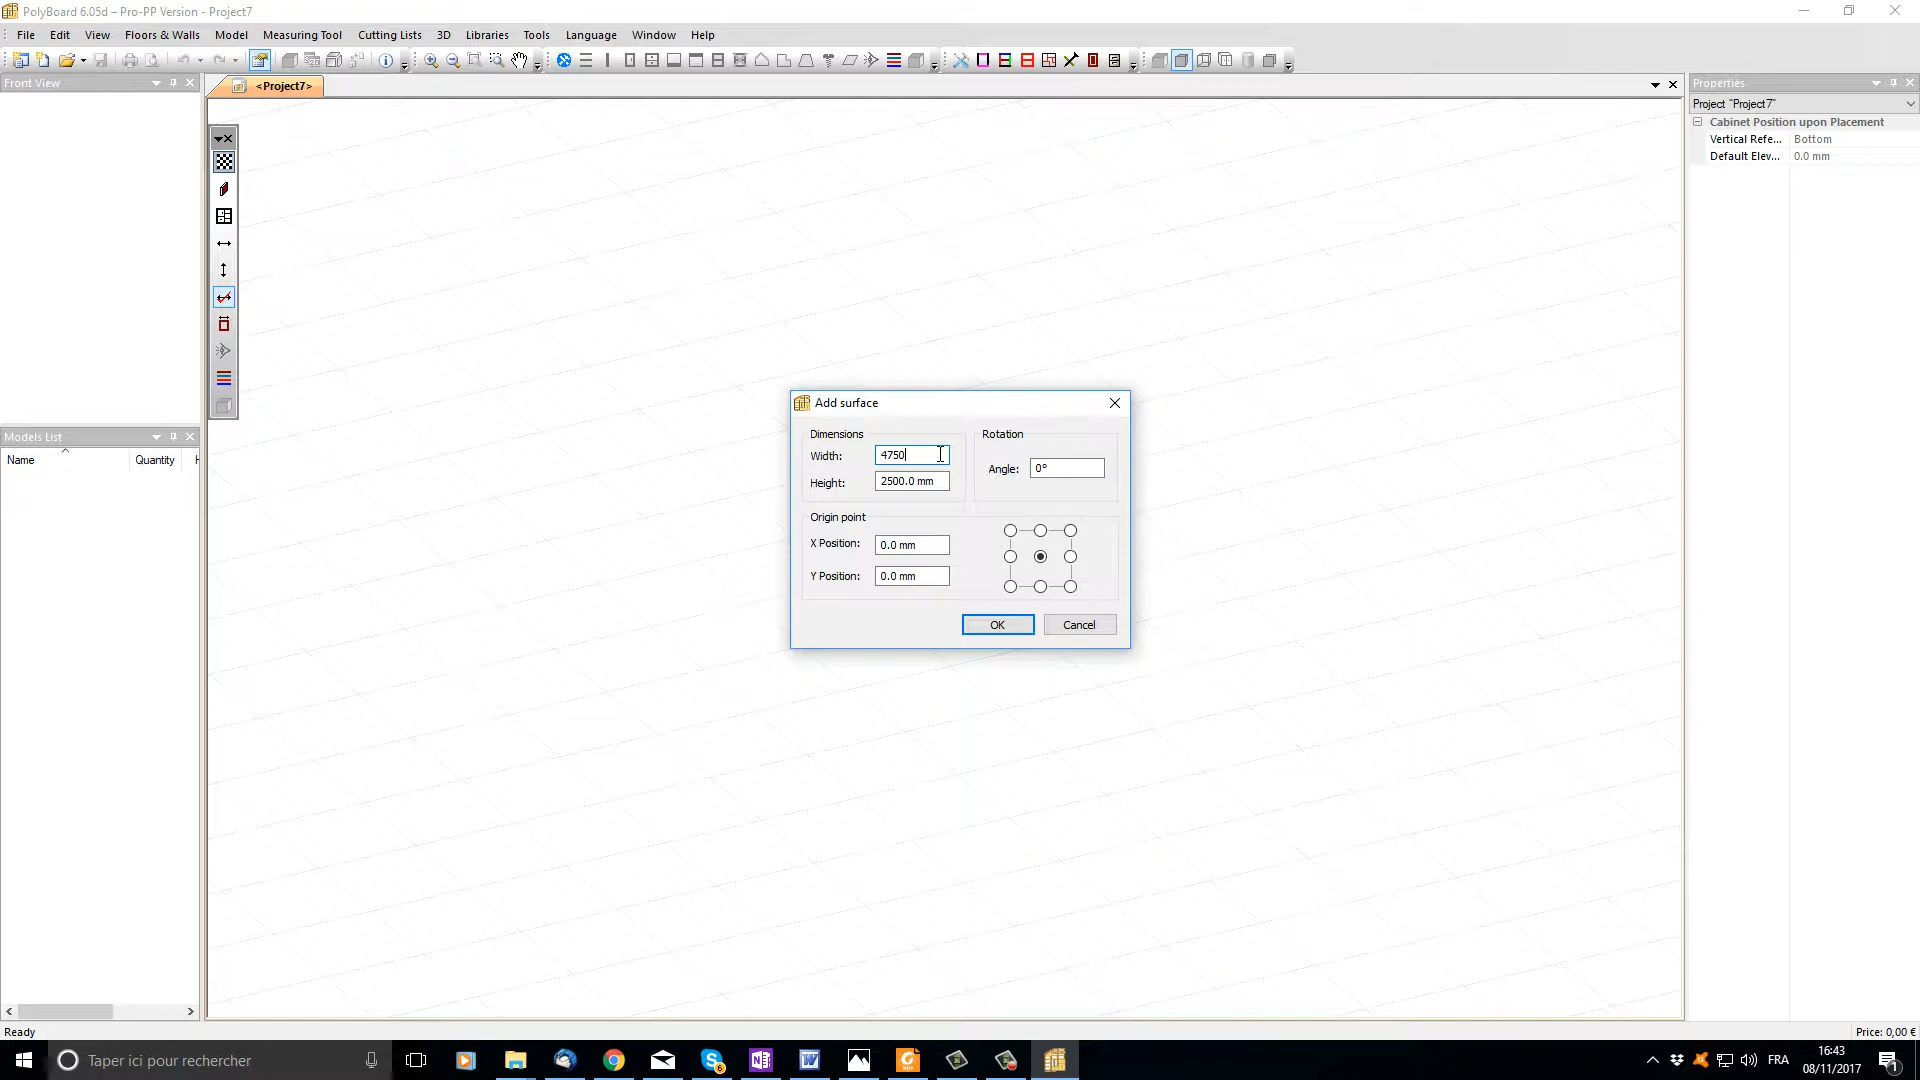 PolyBoard 6.05d – Pro-PP Version - Project7
File Edit View Floors & Walls Model Measuring Tool Cutting Lists 3D Libraries Tools Language Window Help
Front View
<Project7>
Properties
Project "Project7"
Cabinet Position upon Placement
Vertical Refe... Bottom
Default Elev... 0.0 mm
Models List
Name Quantity H
Add surface
Dimensions
Width: 4750
Height: 2500.0 mm
Rotation
Angle: 0°
Origin point
X Position: 0.0 mm
Y Position: 0.0 mm
OK Cancel
Ready
Price: 0,00 €
Taper ici pour rechercher
6
FRA
16:43
08/11/2017
1